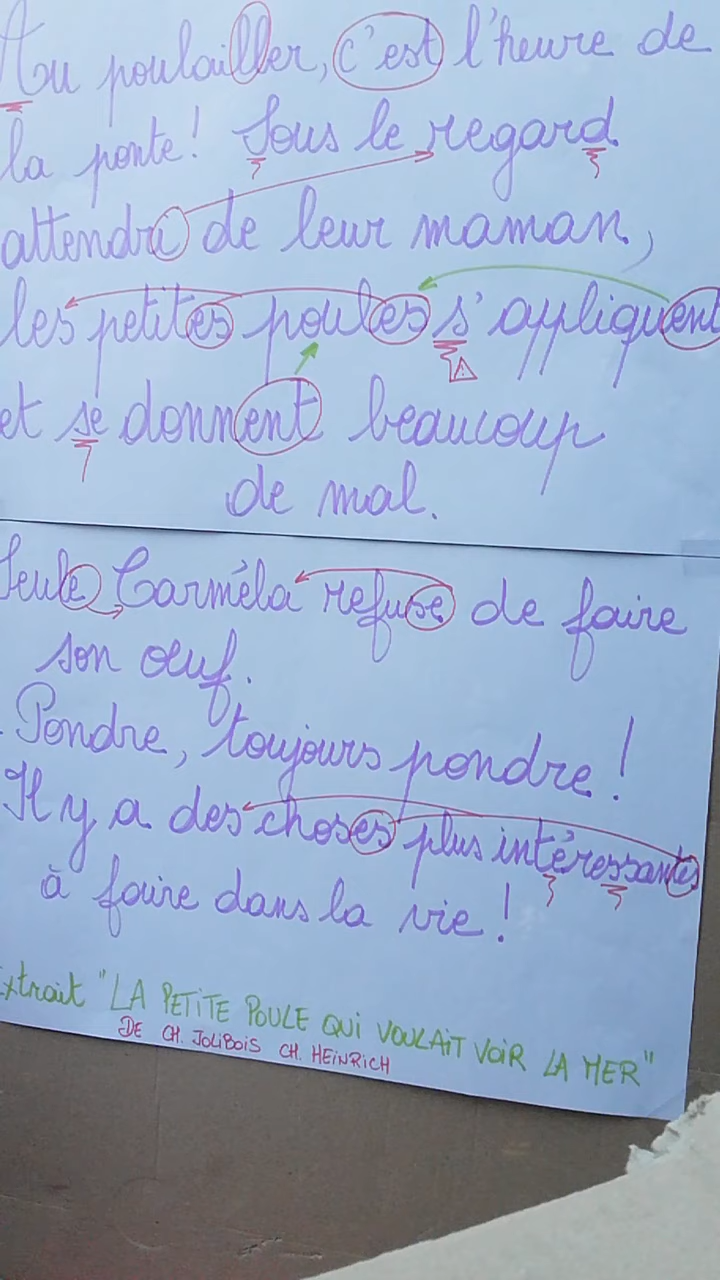 Au poulailler, c'est l'heure de
la ponte! Sous le regard
attendri de leur maman,
les petites poules s'appliquent
et se donnent beaucoup
de mal.
Seule Carméla refuse de faire
son œuf.
- Pondre, toujours pondre!
Il y a des choses plus intéressantes
à faire dans la vie!
Extrait "LA PETITE POULE QUI VOULAIT VOIR LA MER"
DE CH. JOLIBOIS CH. HEINRICH